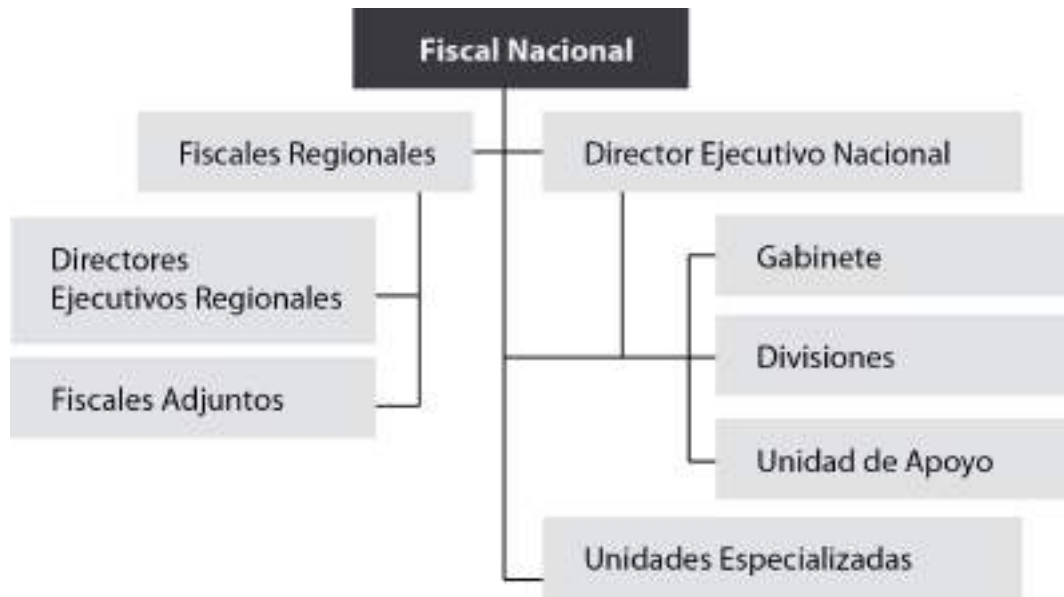 Fiscal Nacional
Fiscales Regionales
Director Ejecutivo Nacional
Directores
Ejecutivos Regionales
Fiscales Adjuntos
Gabinete
Divisiones
Unidad de Apoyo
Unidades Especializadas